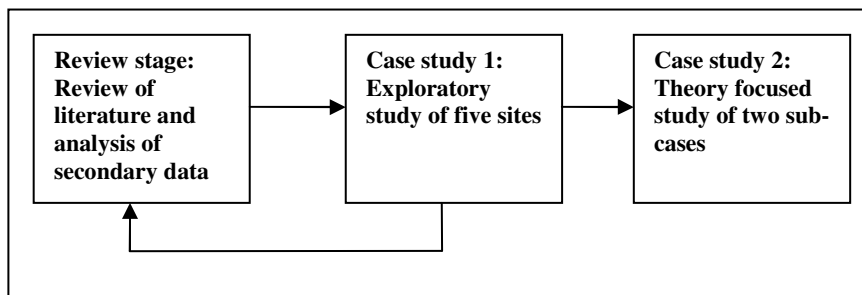 Review stage:
Review of
literature and
analysis of
secondary data
Case study 1:
Exploratory
study of five sites
Case study 2:
Theory focused
study of two sub-
cases